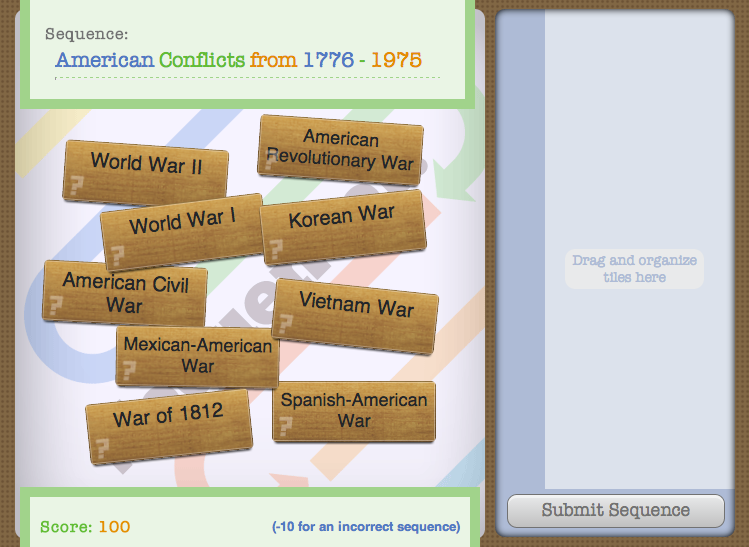 Sequence:
American Conflicts from 1776 - 1975
World War II
American
Revolutionary War
World War I
Korean War
American Civil
War
Vietnam War
Mexican-American
War
War of 1812
Spanish-American
War
Drag and organize
tiles here
Score: 100
(-10 for an incorrect sequence)
Submit Sequence